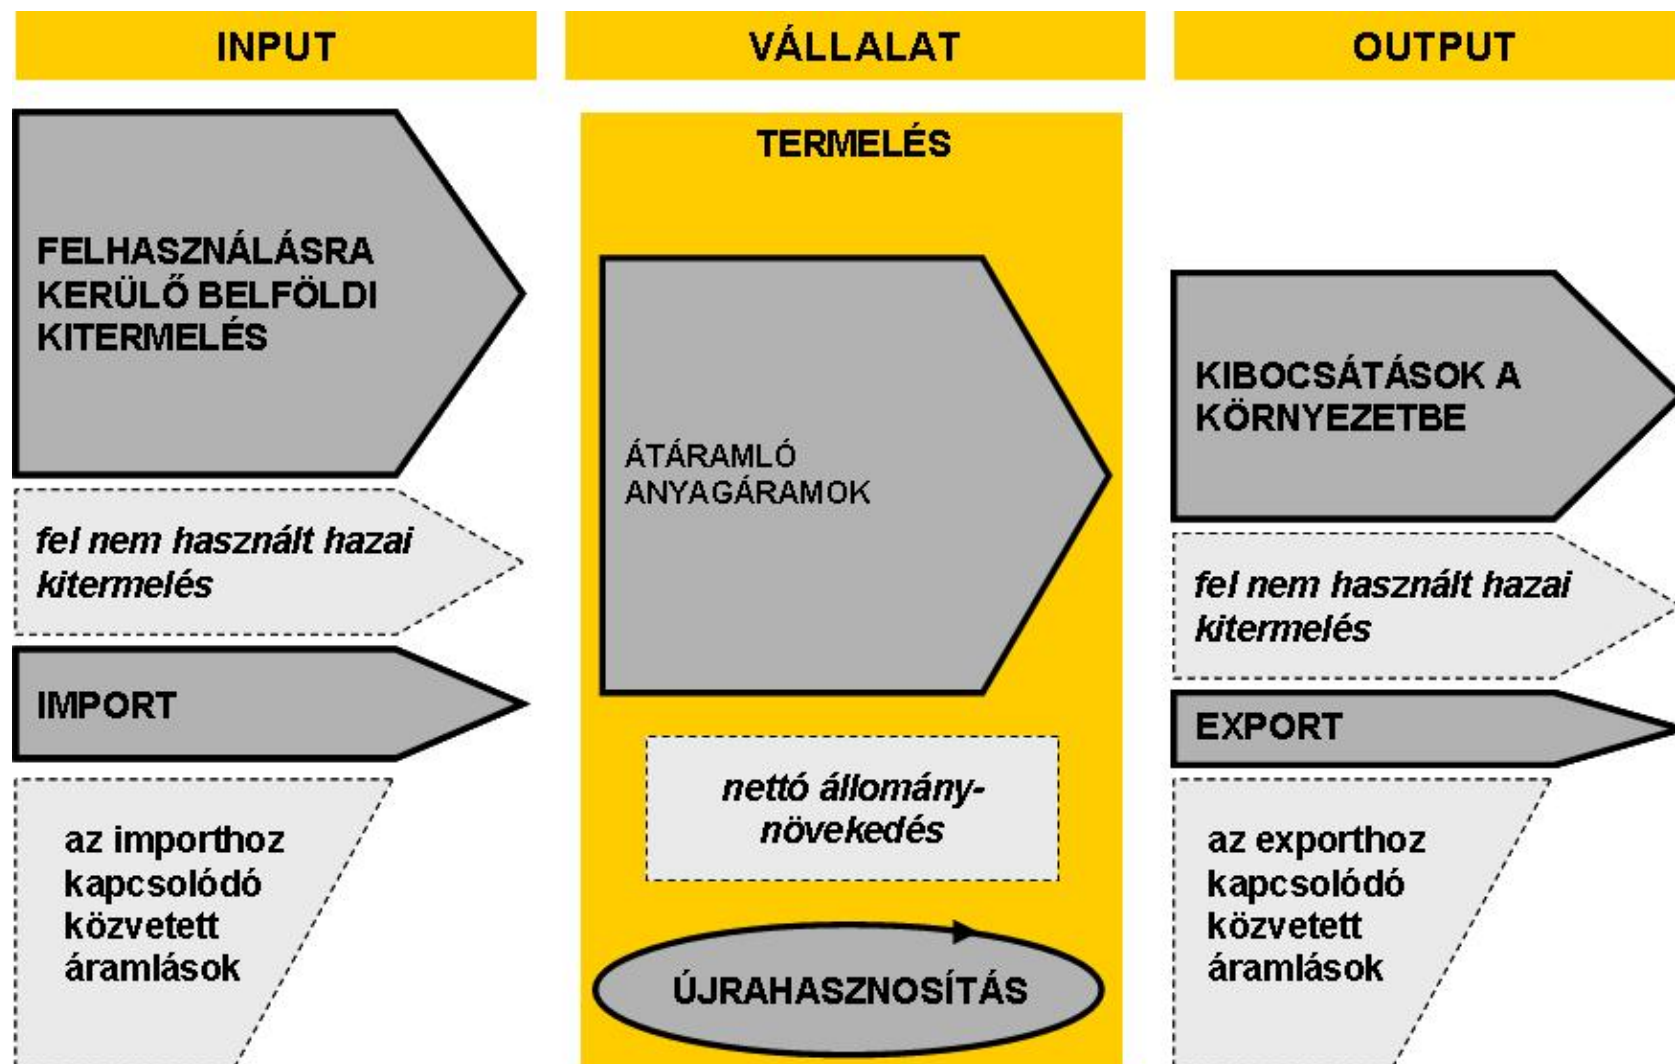 INPUT
FELHASZNÁLÁSRA
KERÜLŐ BELFÖLDI
KITERMELÉS
fel nem használt hazai
kitermelés
IMPORT
az importhoz
kapcsolódó
közvetett
áramlások
VÁLLALAT
TERMELÉS
ÁTÁRAMLÓ
ANYAGÁRAMOK
nettó állomány-
növekedés
ÚJRAHASZNOSÍTÁS
OUTPUT
KIBOCSÁTÁSOK A
KÖRNYEZETBE
fel nem használt hazai
kitermelés
EXPORT
az exporthoz
kapcsolódó
közvetett
áramlások